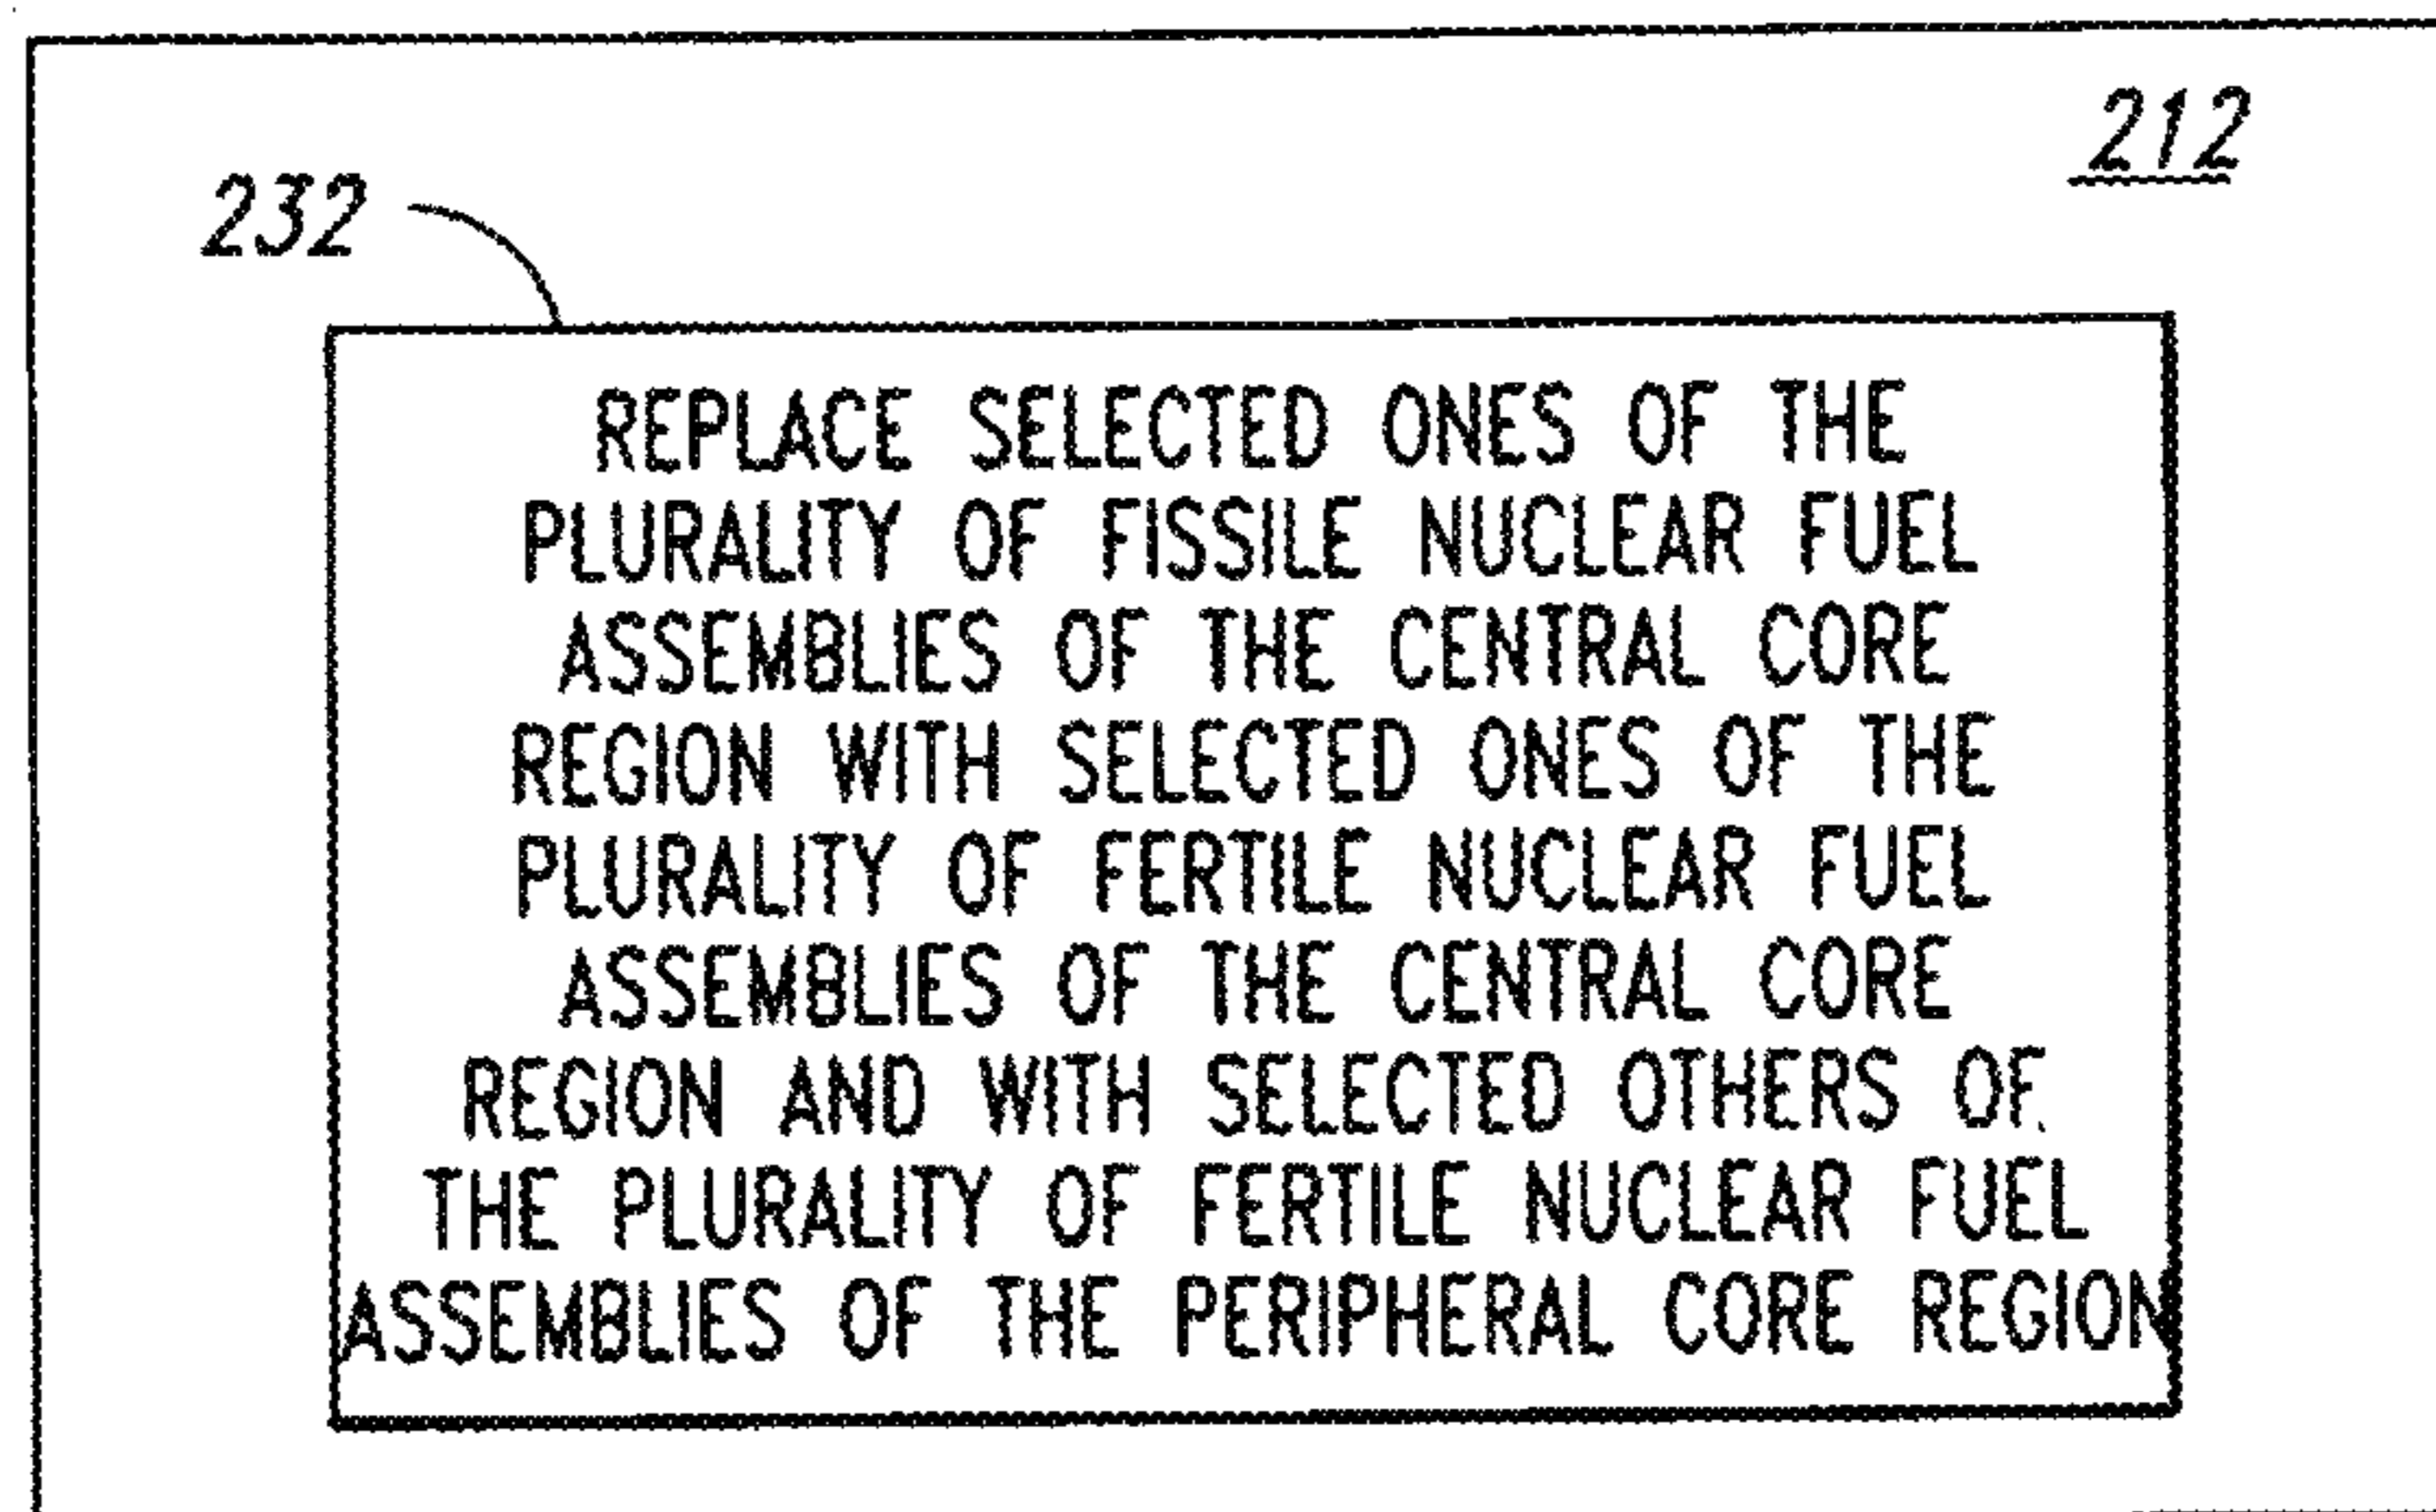 212
232
REPLACE SELECTED ONES OF THE
PLURALITY OF FISSILE NUCLEAR FUEL
ASSEMBLIES OF THE CENTRAL CORE
REGION WITH SELECTED ONES OF THE
PLURALITY OF FERTILE NUCLEAR FUEL
ASSEMBLIES OF THE CENTRAL CORE
REGION AND WITH SELECTED OTHERS OF
THE PLURALITY OF FERTILE NUCLEAR FUEL
ASSEMBLIES OF THE PERIPHERAL CORE REGION